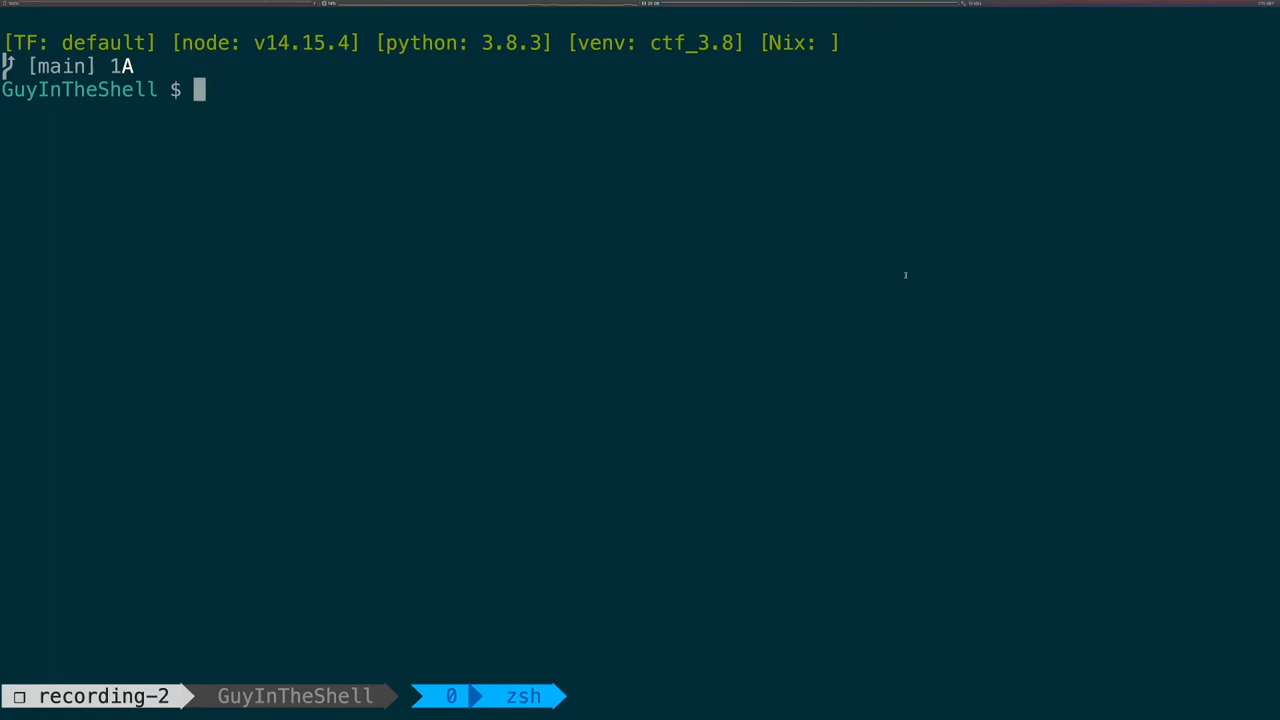 [TF: default] [node: v14.15.4] [python: 3.8.3] [venv: ctf_3.8] [Nix: ]
[main] 1A
GuyInTheShell $
recording-2 GuyInTheShell 0 zsh